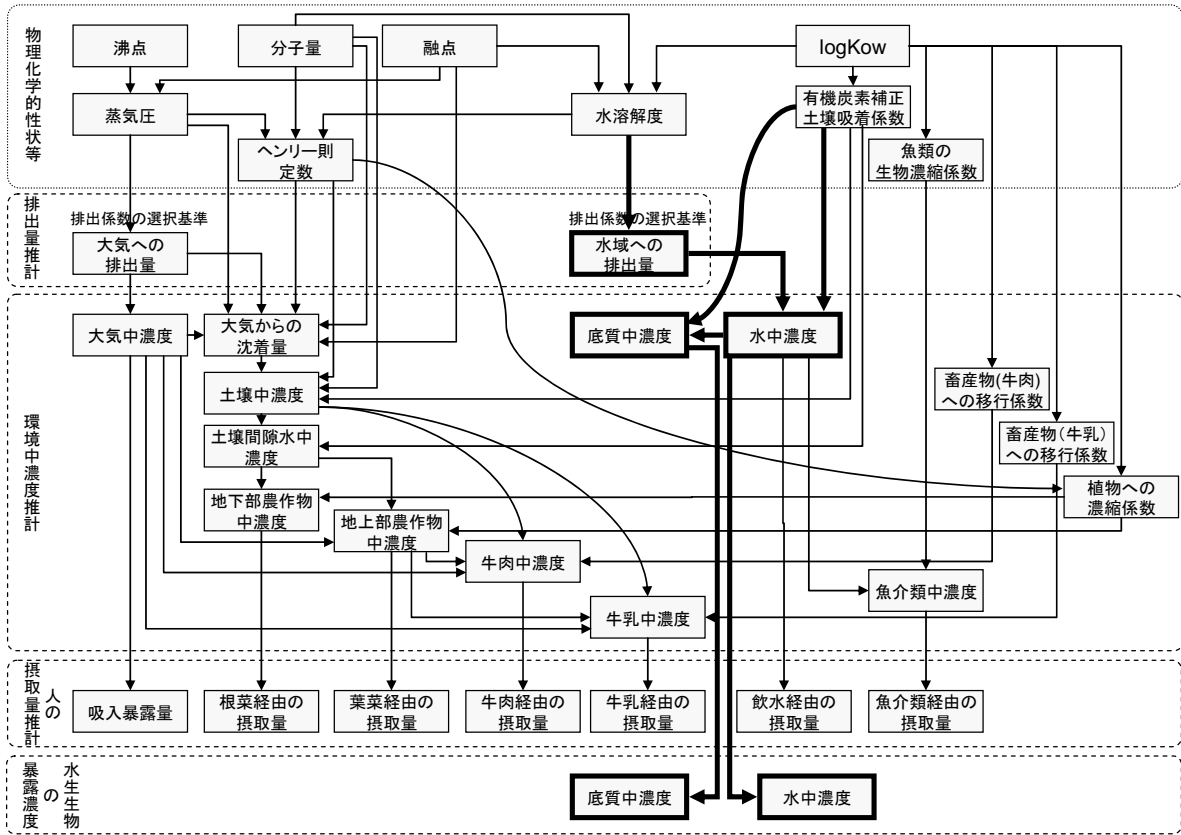 物理化学的性状等
沸点
分子量
融点
logKow
蒸気圧
水溶解度
有機炭素補正
土壌吸着係数
ヘンリー則
定数
魚類の
生物濃縮係数
排出量推計
排出係数の選択基準
大気への
排出量
排出係数の選択基準
水域への
排出量
環境中濃度推計
大気中濃度
大気からの
沈着量
底質中濃度
水中濃度
土壌中濃度
畜産物(牛肉)
への移行係数
土壌間隙水中
濃度
畜産物(牛乳)
への移行係数
地下部農作物
中濃度
植物への
濃縮係数
地上部農作物
中濃度
牛肉中濃度
魚介類中濃度
牛乳中濃度
人の
摂取量推計
吸入暴露量
根菜経由の
摂取量
葉菜経由の
摂取量
牛肉経由の
摂取量
牛乳経由の
摂取量
飲水経由の
摂取量
魚介類経由の
摂取量
水生生物
の
暴露濃度
底質中濃度
水中濃度